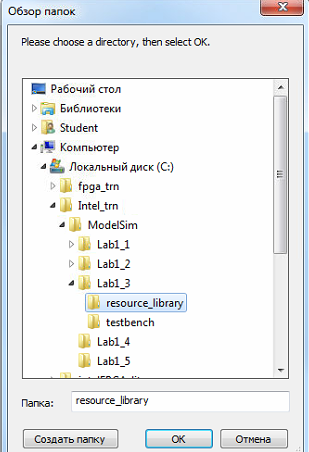 Обзор папок
Please choose a directory, then select OK.
Рабочий стол
Библиотеки
Student
Компьютер
Локальный диск (C:)
fpga_trn
Intel_trn
ModelSim
Lab1_1
Lab1_2
Lab1_3
resource_library
testbench
Lab1_4
Lab1_5
Папка: resource_library
Создать папку OK Отмена